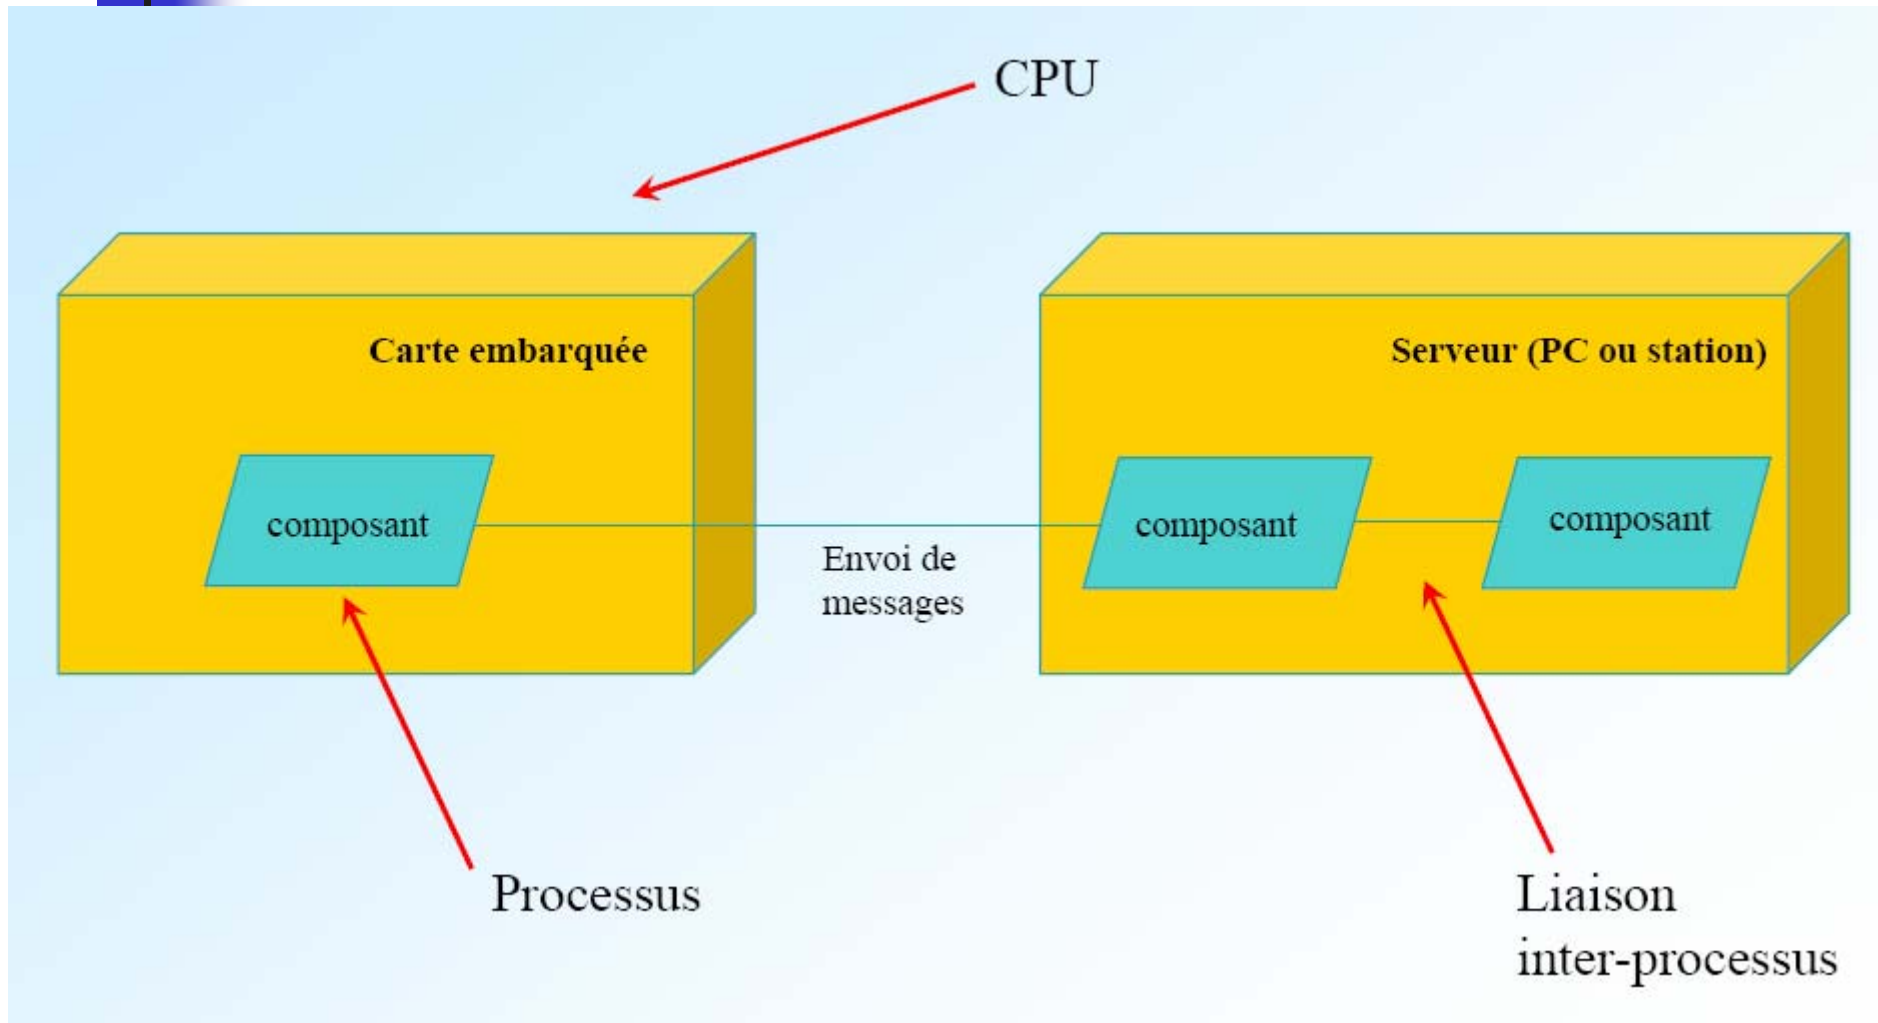 CPU
Carte embarquée
Serveur (PC ou station)
composant
composant
composant
Envoi de
messages
Processus
Liaison
inter-processus